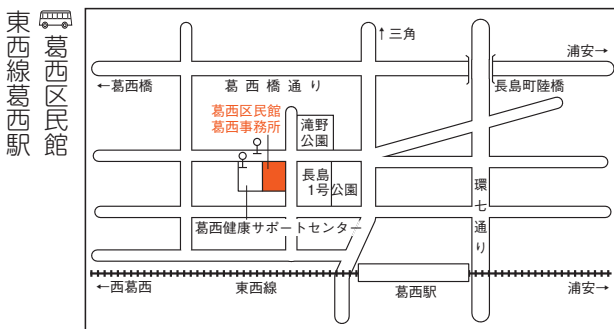 葛西区民館
東西線葛西駅
↑三角
浦安→
←葛西橋
葛西橋通り
長島町陸橋
葛西区民館
葛西事務所
滝野
公園
長島
1号公園
環七通り
葛西健康サポートセンター
←西葛西
東西線
葛西駅
浦安→